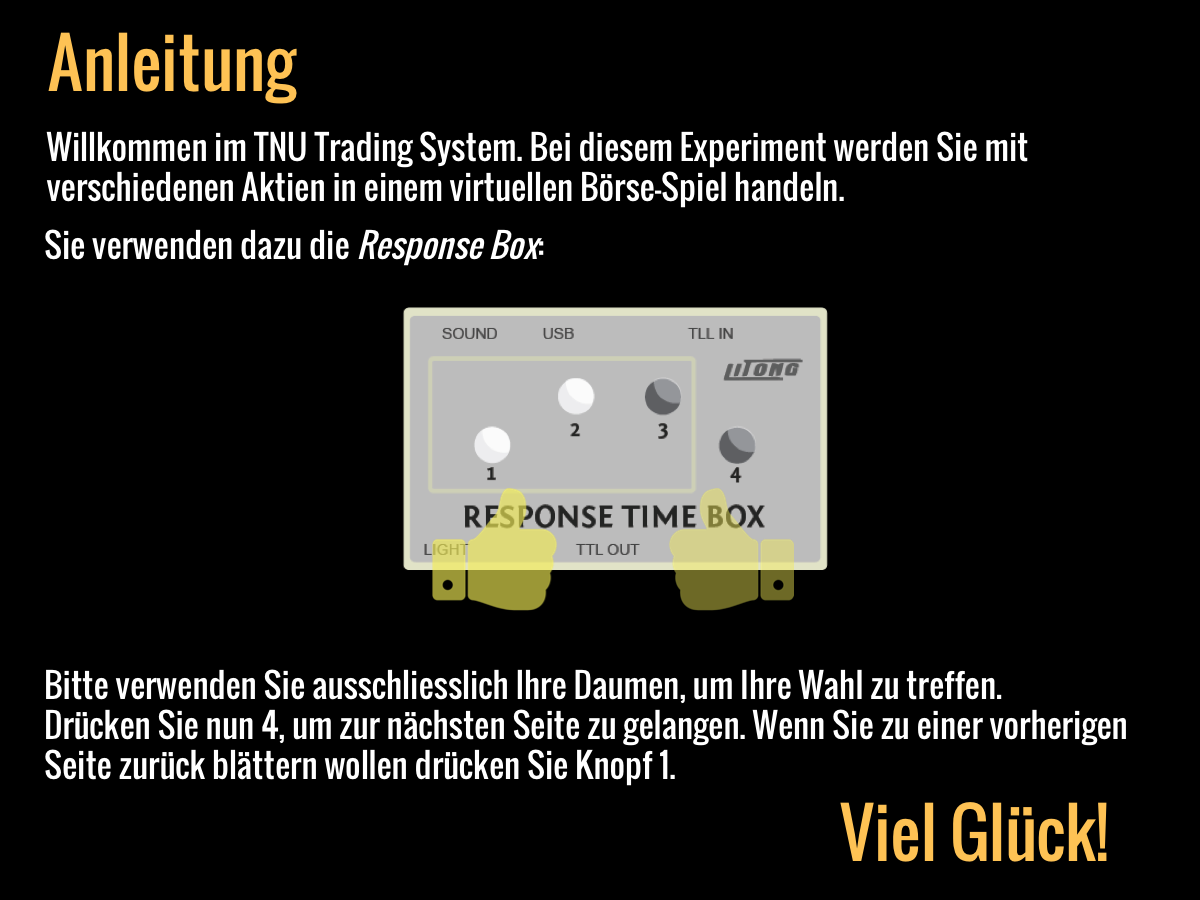 Anleitung
Willkommen im TNU Trading System. Bei diesem Experiment werden Sie mit
verschiedenen Aktien in einem virtuellen Börse-Spiel handeln.
Sie verwenden dazu die Response Box:
SOUND USB TLL IN
LITONG
2 3
1 4
RESPONSE TIME BOX
LIGHT TTL OUT
Bitte verwenden Sie ausschliesslich Ihre Daumen, um Ihre Wahl zu treffen.
Drücken Sie nun 4, um zur nächsten Seite zu gelangen. Wenn Sie zu einer vorherigen
Seite zurück blättern wollen drücken Sie Knopf 1.
Viel Glück!